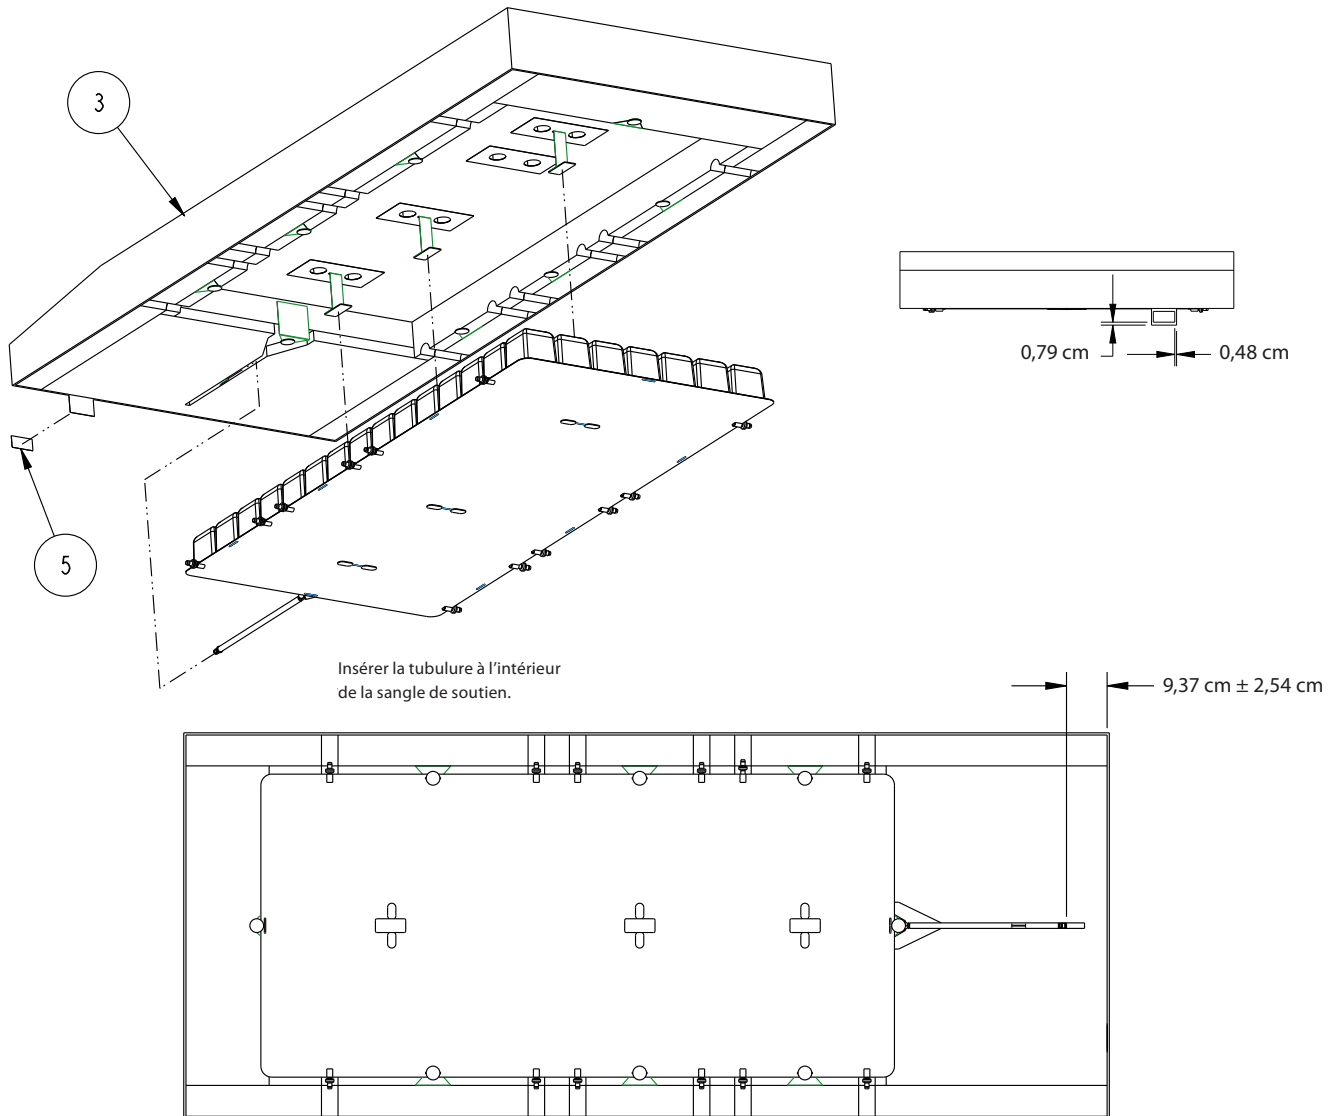 3
0,79 cm
0,48 cm
5
Insérer la tubulure à l’intérieur
de la sangle de soutien.
9,37 cm ± 2,54 cm